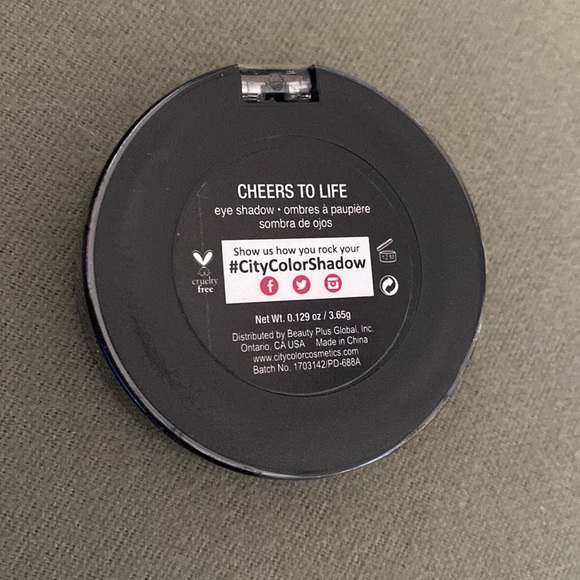 CHEERS TO LIFE
eye shadow • ombres à paupière
sombra de ojos
Show us how you rock your
#CityColorShadow
cruelty
free
12 M
Net Wt. 0.129 oz / 3.65g
Distributed by Beauty Plus Global, Inc.
Ontario, CA USA Made in China
www.citycolorcosmetics.com
Batch No. 1703142/PD-688A